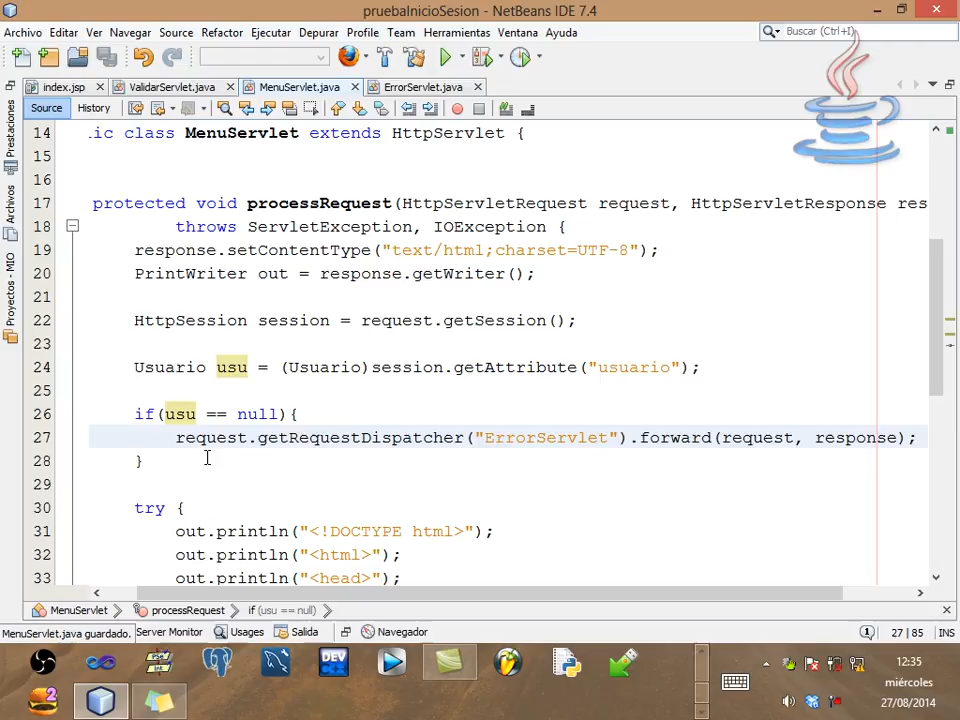 pruebaInicioSesion - NetBeans IDE 7.4
Archivo Editar Ver Navegar Source Refactor Ejecutar Depurar Profile Team Herramientas Ventana Ayuda
Buscar (Ctrl+I)
index.jsp ValidarServlet.java MenuServlet.java ErrorServlet.java
Source History
Prestaciones
Archivos
Proyectos - MIO
14 .ic class MenuServlet extends HttpServlet {
15
16
17 protected void processRequest(HttpServletRequest request, HttpServletResponse res
18 throws ServletException, IOException {
19 response.setContentType("text/html;charset=UTF-8");
20 PrintWriter out = response.getWriter();
21
22 HttpSession session = request.getSession();
23
24 Usuario usu = (Usuario)session.getAttribute("usuario");
25
26 if(usu == null){
27 request.getRequestDispatcher("ErrorServlet").forward(request, response);
28 }
29
30 try {
31 out.println("<!DOCTYPE html>");
32 out.println("<html>");
33 out.println("<head>");
MenuServlet processRequest if (usu == null)
MenuServlet.java guardado. Server Monitor Usages Salida Navegador 27 | 85 INS
DEV
12:35
miércoles
27/08/2014